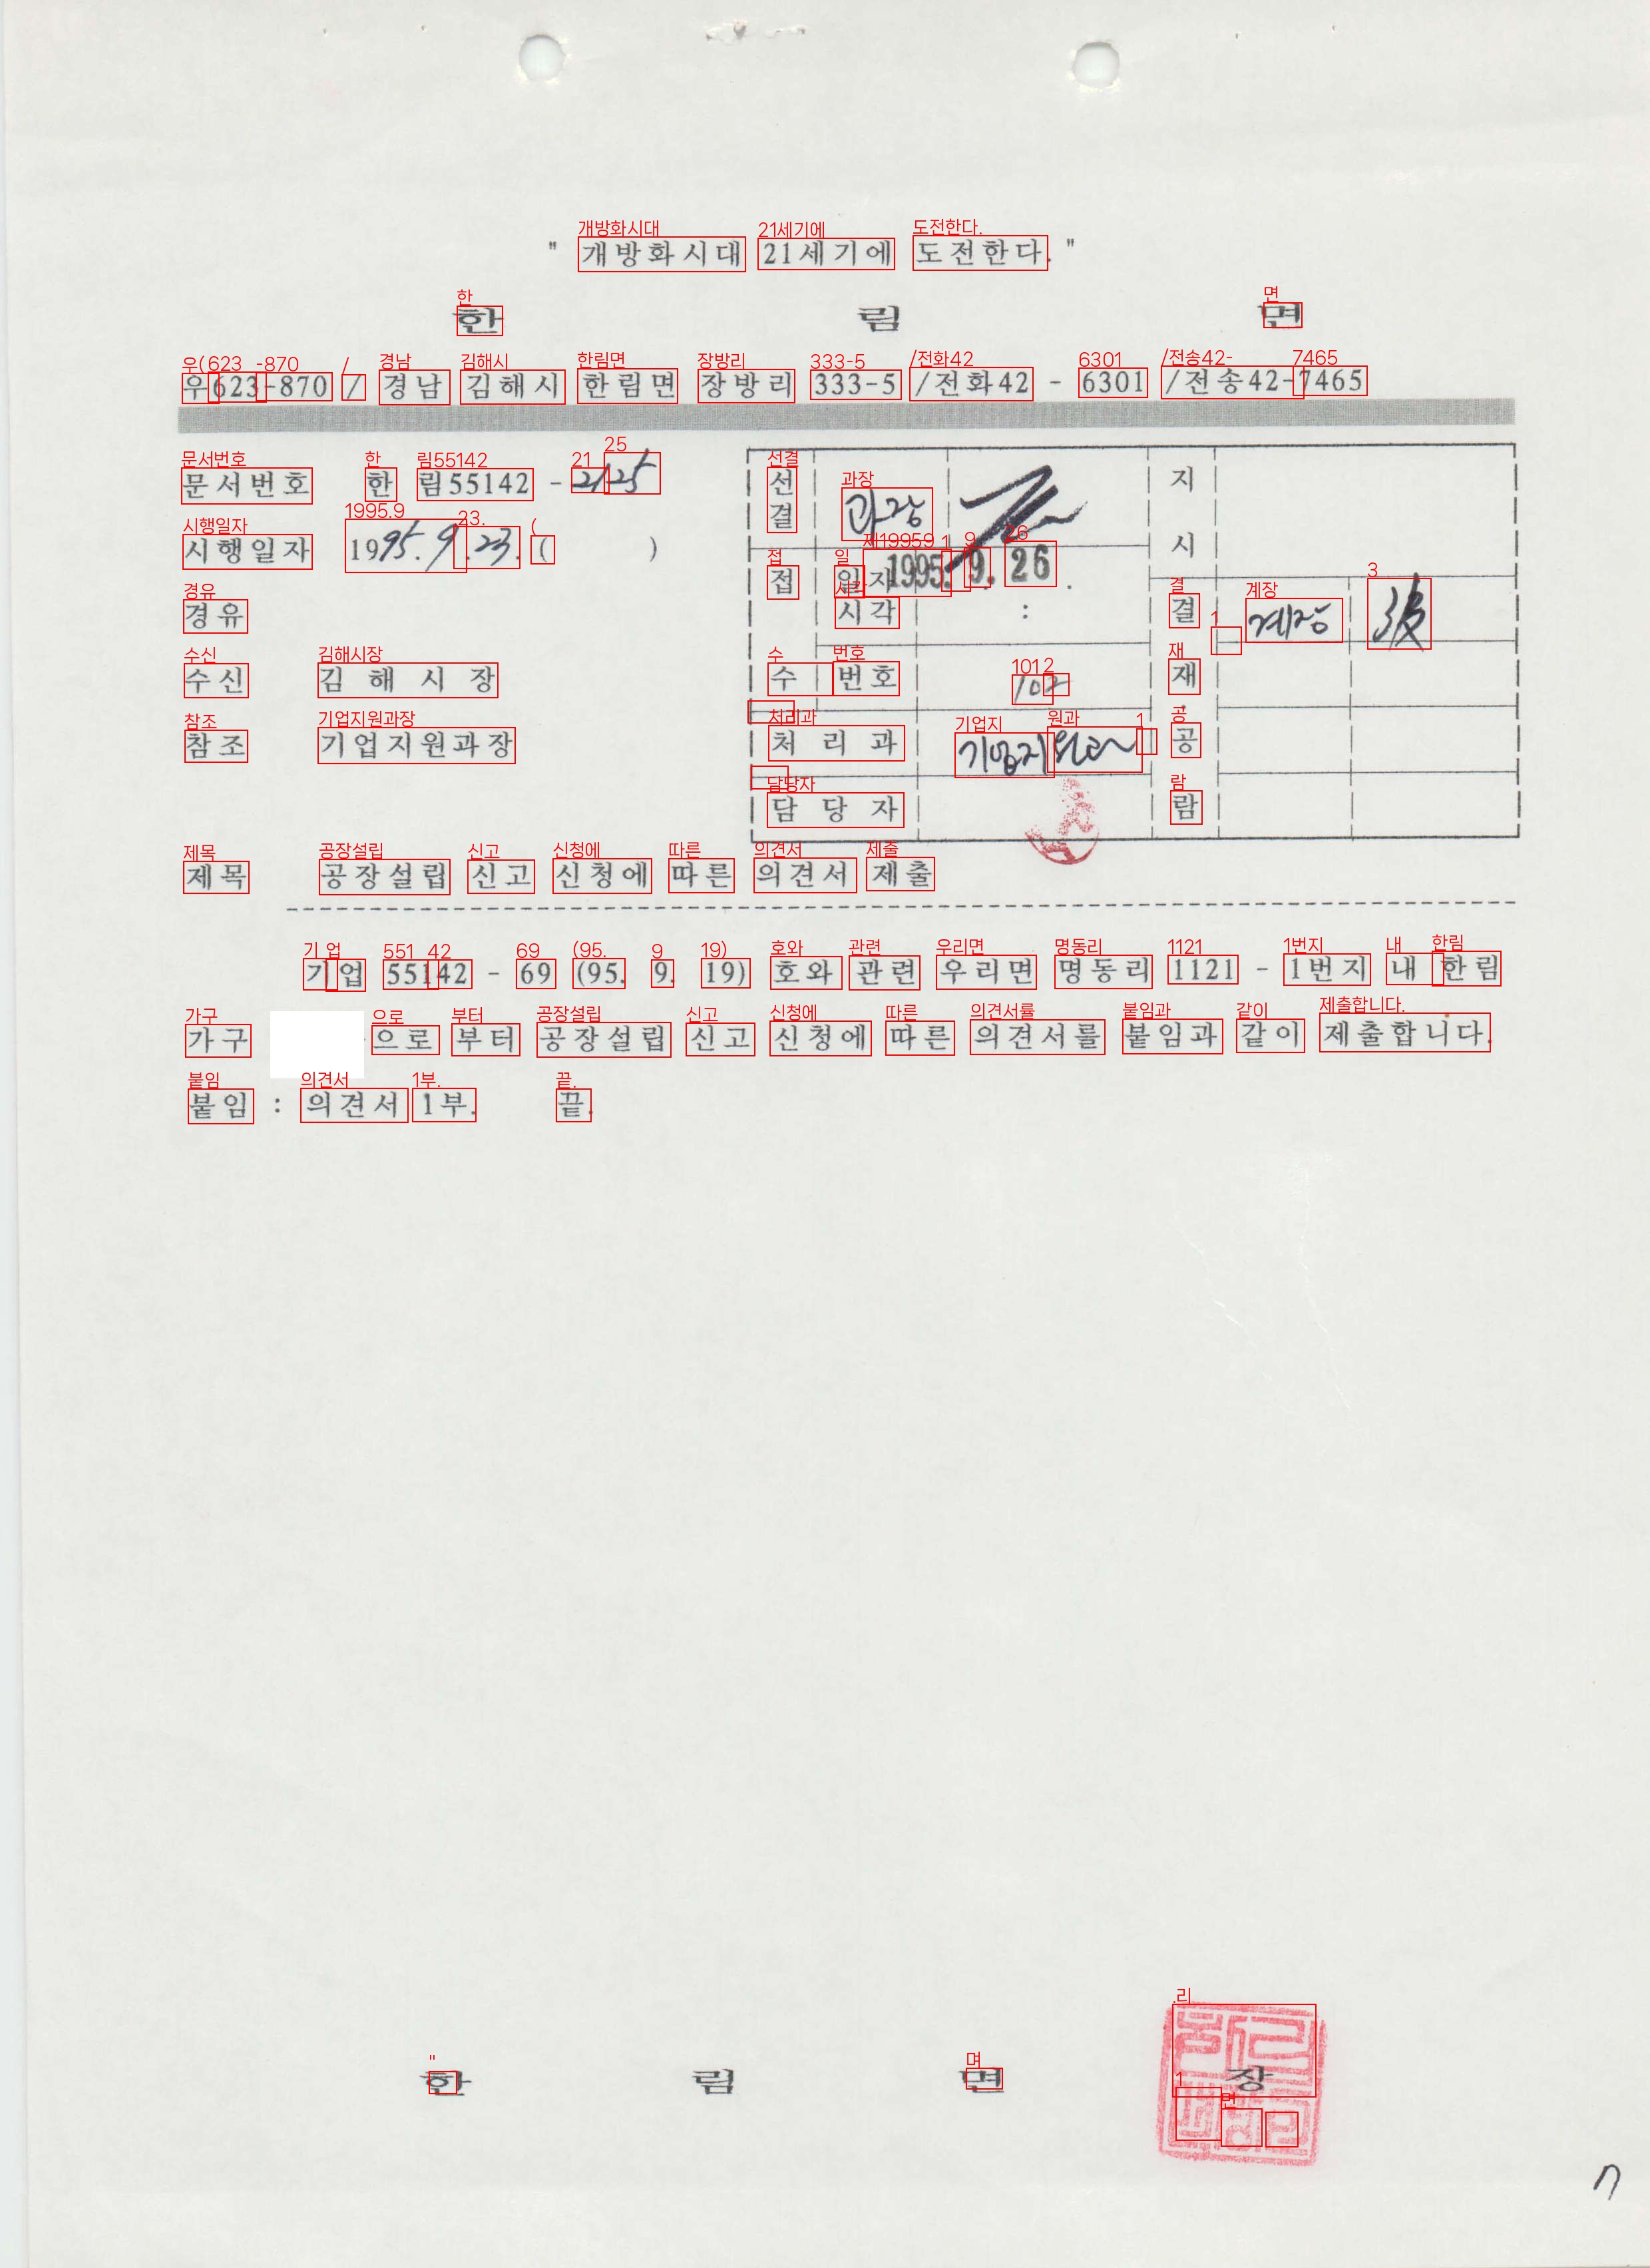 " 개방화시대 21세기에 도전한다. "
한 림 면
우623-870 / 경남 김해시 한림면 장방리 333-5 /전화42 - 6301 /전송42-7465
문서번호 한림55142 - 2125
시행일자 1995. 9. 23. ( )
경유
수신 김해시장
참조 기업지원과장
선결 과장 지시
접수 일자 1995. 9. 26.
시각 :
번호 102
결재 공람 계장
처리과 기업지원과
담당자
제목 공장설립 신고 신청에 따른 의견서 제출
기업 55142 - 69 (95. 9. 19) 호와 관련 우리면 명동리 1121 - 1번지 내 한림
가구 으로 부터 공장설립 신고 신청에 따른 의견서를 붙임과 같이 제출합니다.
붙임 : 의견서 1부. 끝.
한 림 면 장